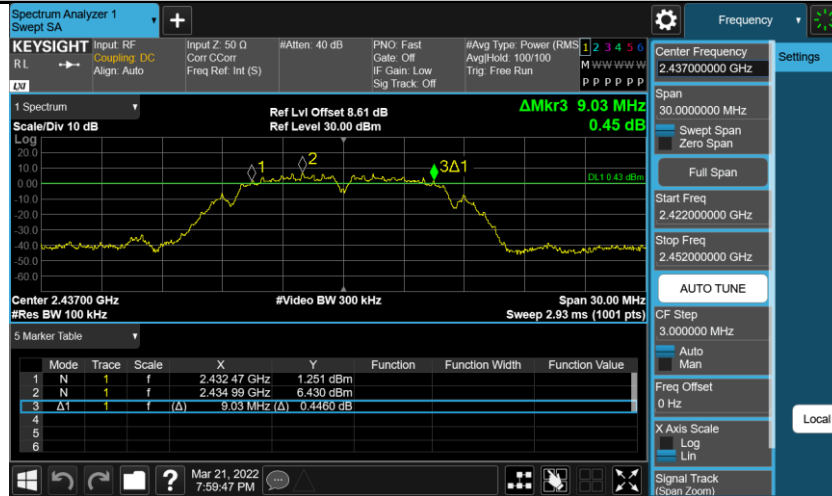 Spectrum Analyzer 1
Swept SA
+
Frequency
KEYSIGHT
RL
LXI
Input: RF
Coupling: DC
Align: Auto
Input Z: 50 Ω
Corr CCorr
Freq Ref: Int (S)
#Atten: 40 dB
PNO: Fast
Gate: Off
IF Gain: Low
Sig Track: Off
#Avg Type: Power (RMS
Avg|Hold: 100/100
Trig: Free Run
1 2 3 4 5 6
M W W W W W
P P P P P P
1 Spectrum
Scale/Div 10 dB
Log
Ref Lvl Offset 8.61 dB
Ref Level 30.00 dBm
ΔMkr3 9.03 MHz
0.45 dB
20.0
10.0
0.00
-10.0
-20.0
-30.0
-40.0
-50.0
-60.0
1
2
3Δ1
DL1 0.43 dBm
Center 2.43700 GHz
#Res BW 100 kHz
#Video BW 300 kHz
Span 30.00 MHz
Sweep 2.93 ms (1001 pts)
5 Marker Table
Mode Trace Scale X Y Function Function Width Function Value
1 N 1 f 2.432 47 GHz 1.251 dBm
2 N 1 f 2.434 99 GHz 6.430 dBm
3 Δ1 1 f (Δ) 9.03 MHz (Δ) 0.4460 dB
4
5
6
?
Mar 21, 2022
7:59:47 PM
Center Frequency
2.437000000 GHz
Span
30.0000000 MHz
Swept Span
Zero Span
Full Span
Start Freq
2.422000000 GHz
Stop Freq
2.452000000 GHz
AUTO TUNE
CF Step
3.000000 MHz
Auto
Man
Freq Offset
0 Hz
X Axis Scale
Log
Lin
Signal Track
(Span Zoom)
Settings
Local